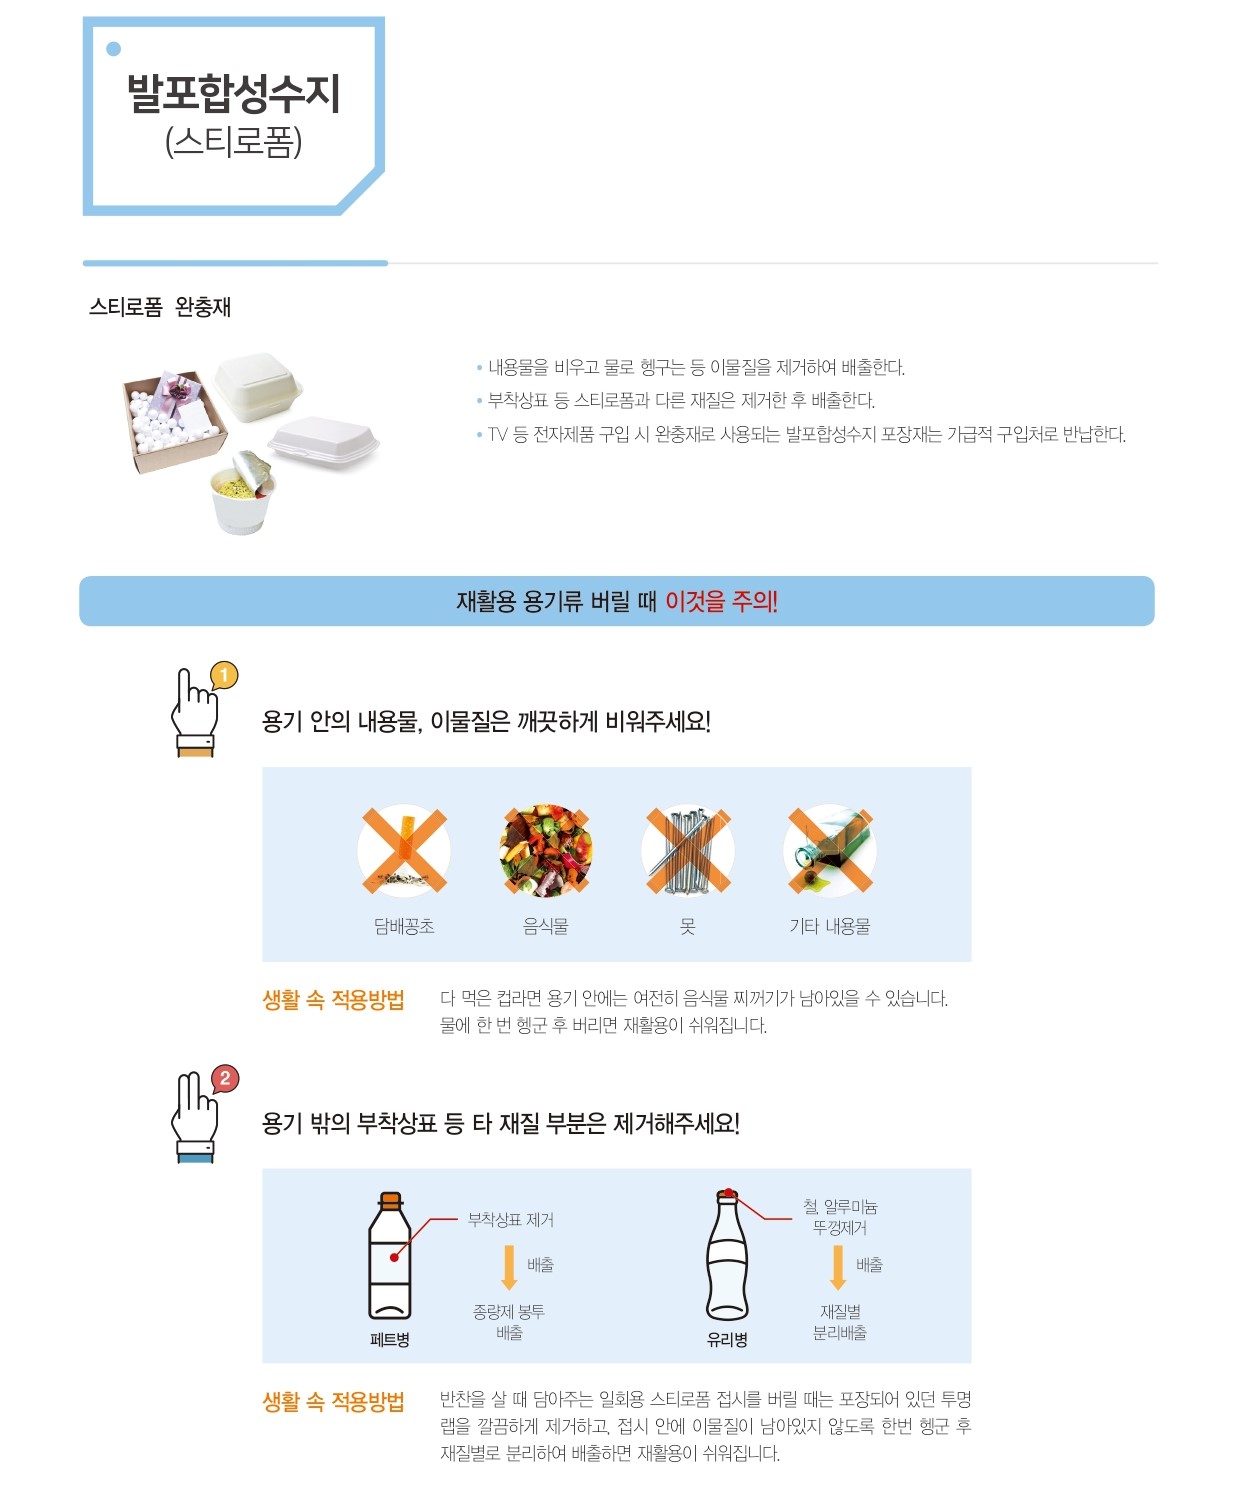 발포합성수지
(스티로폼)
스티로폼 완충재
• 내용물을 비우고 물로 헹구는 등 이물질을 제거하여 배출한다.
• 부착상표 등 스티로폼과 다른 재질은 제거한 후 배출한다.
• TV 등 전자제품 구입 시 완충재로 사용되는 발포합성수지 포장재는 가급적 구입처로 반납한다.
재활용 용기류 버릴 때 이것을 주의!
1
용기 안의 내용물, 이물질은 깨끗하게 비워주세요!
담배꽁초
음식물
못
기타 내용물
생활 속 적용방법
다 먹은 컵라면 용기 안에는 여전히 음식물 찌꺼기가 남아있을 수 있습니다.
물에 한 번 헹군 후 버리면 재활용이 쉬워집니다.
2
용기 밖의 부착상표 등 타 재질 부분은 제거해주세요!
부착상표 제거
배출
종량제 봉투
배출
페트병
철, 알루미늄
뚜껑제거
배출
재질별
분리배출
유리병
생활 속 적용방법
반찬을 살 때 담아주는 일회용 스티로폼 접시를 버릴 때는 포장되어 있던 투명
랩을 깔끔하게 제거하고, 접시 안에 이물질이 남아있지 않도록 한번 헹군 후
재질별로 분리하여 배출하면 재활용이 쉬워집니다.